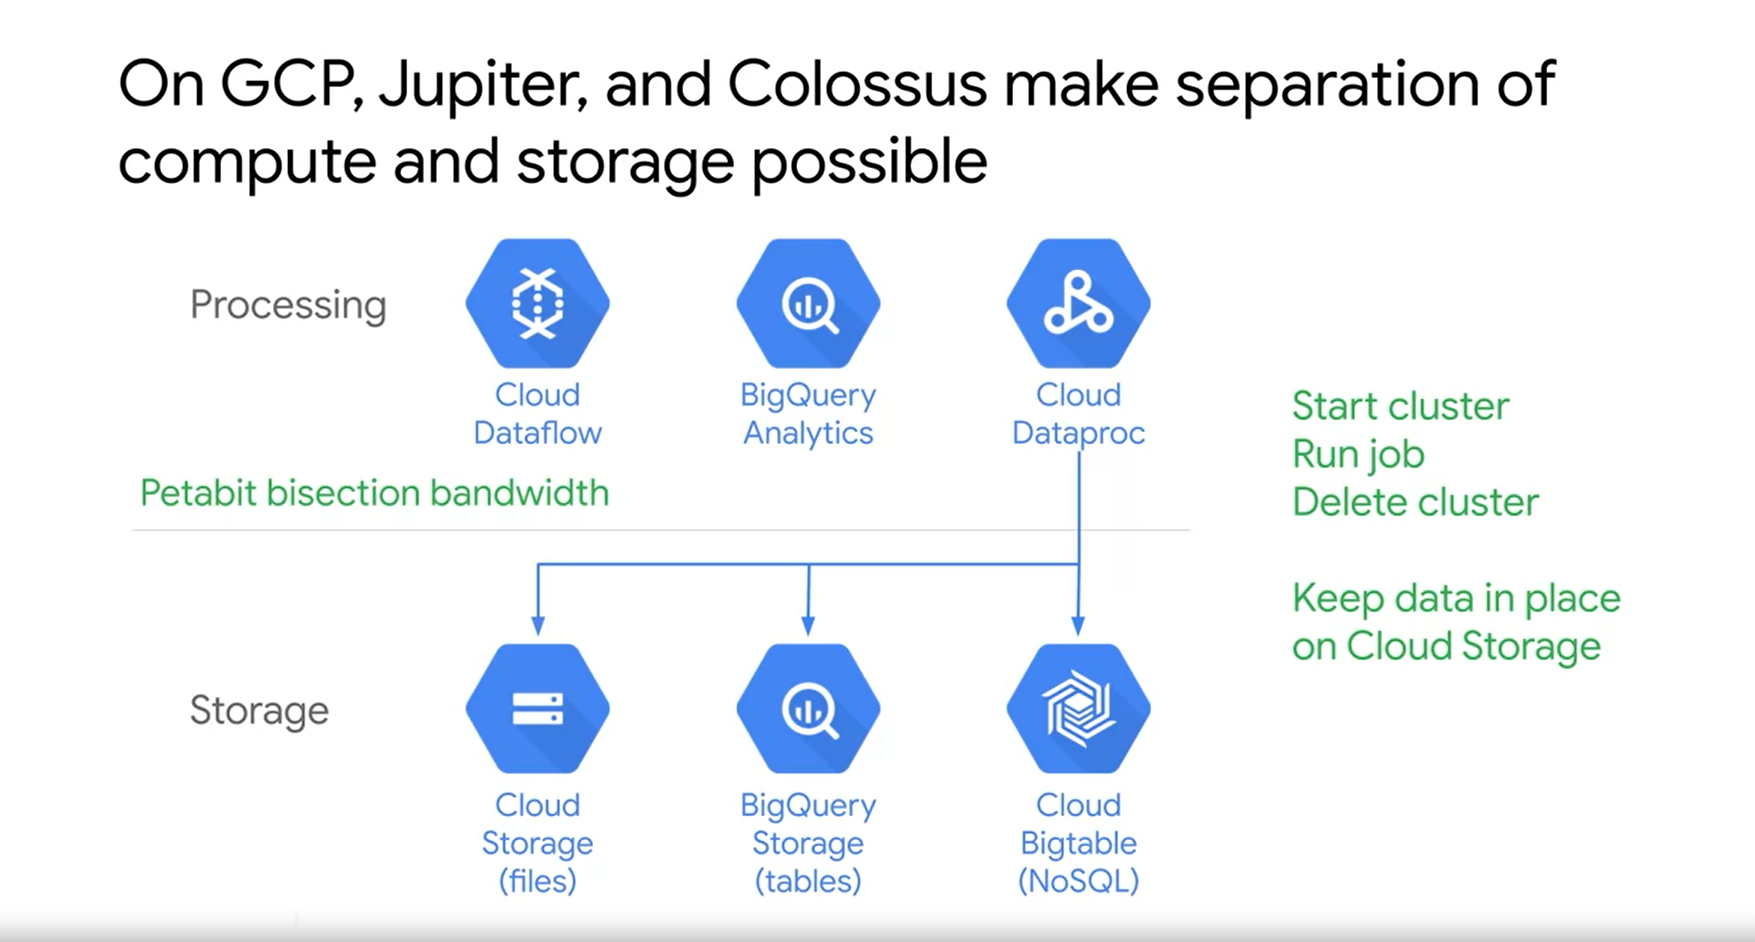 On GCP, Jupiter, and Colossus make separation of
compute and storage possible
Processing
Cloud
Dataflow
BigQuery
Analytics
Cloud
Dataproc
Petabit bisection bandwidth
Start cluster
Run job
Delete cluster
Keep data in place
on Cloud Storage
Storage
Cloud
Storage
(files)
BigQuery
Storage
(tables)
Cloud
Bigtable
(NoSQL)